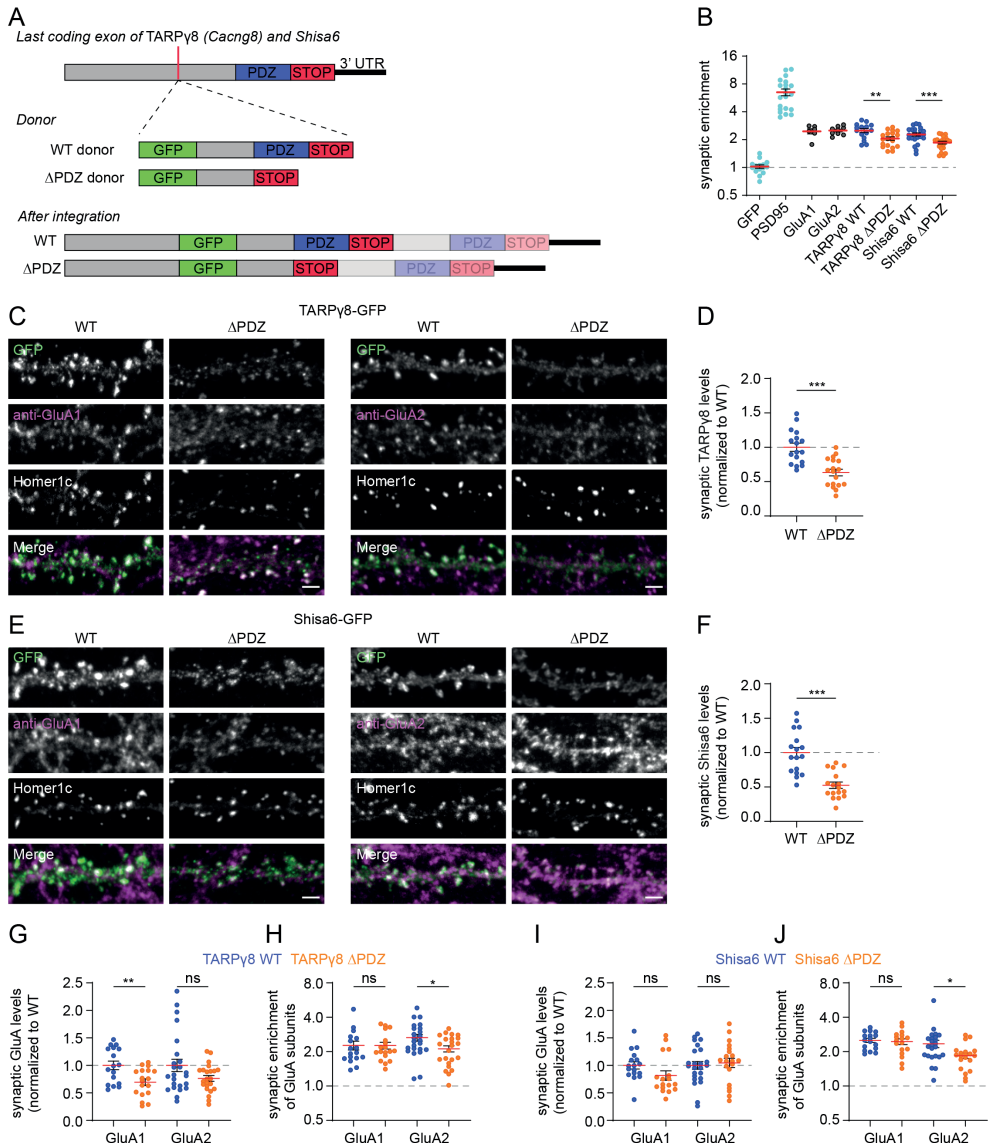 A
Last coding exon of TARPγ8 (Cacng8) and Shisa6
3' UTR
PDZ STOP
Donor
WT donor GFP PDZ STOP
ΔPDZ donor GFP STOP
After integration
WT GFP PDZ STOP PDZ STOP
ΔPDZ GFP STOP PDZ STOP
B
synaptic enrichment
16
8
4
2
1
0.5
** ***
GFP PSD95 GluA1 GluA2 TARPγ8 WT TARPγ8 ΔPDZ Shisa6 WT Shisa6 ΔPDZ
C
TARPγ8-GFP
WT ΔPDZ WT ΔPDZ
GFP GFP
anti-GluA1 anti-GluA2
Homer1c Homer1c
Merge Merge
D
synaptic TARPγ8 levels
(normalized to WT)
2.0
1.5
1.0
0.5
0.0
***
WT ΔPDZ
E
Shisa6-GFP
WT ΔPDZ WT ΔPDZ
GFP GFP
anti-GluA1 anti-GluA2
Homer1c Homer1c
Merge Merge
F
synaptic Shisa6 levels
(normalized to WT)
2.0
1.5
1.0
0.5
0.0
***
WT ΔPDZ
G H
TARPγ8 WT TARPγ8 ΔPDZ
synaptic GluA levels
(normalized to WT)
2.5
2.0
1.5
1.0
0.5
0.0
** ns
GluA1 GluA2
synaptic enrichment
of GluA subunits
8.0
4.0
2.0
1.0
0.5
ns *
GluA1 GluA2
I J
Shisa6 WT Shisa6 ΔPDZ
synaptic GluA levels
(normalized to WT)
2.5
2.0
1.5
1.0
0.5
0.0
ns ns
GluA1 GluA2
synaptic enrichment
of GluA subunits
8.0
4.0
2.0
1.0
0.5
ns *
GluA1 GluA2